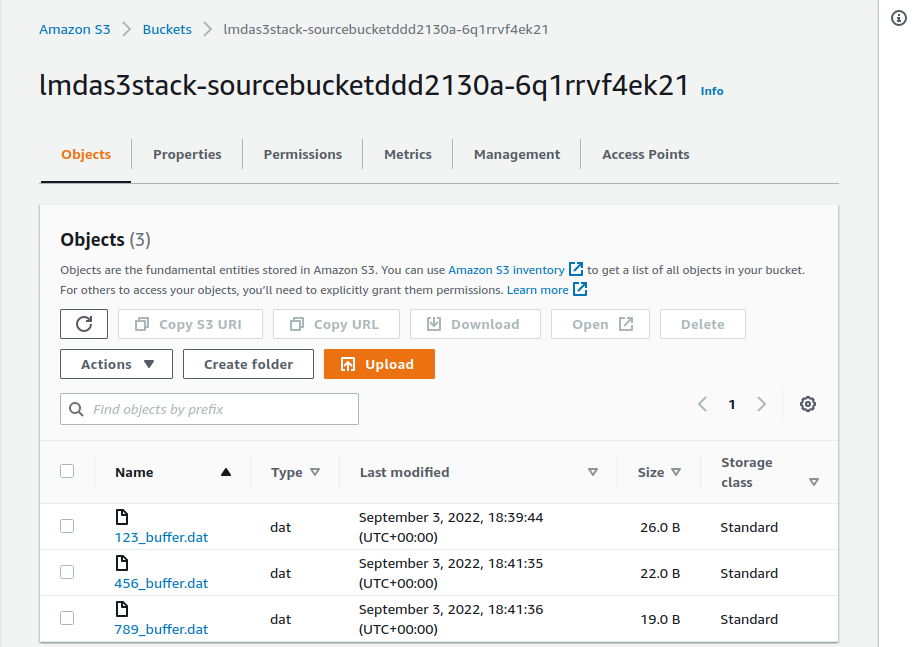 Amazon S3 > Buckets > lmdas3stack-sourcebucketddd2130a-6q1rrvf4ek21
lmdas3stack-sourcebucketddd2130a-6q1rrvf4ek21 Info
Objects Properties Permissions Metrics Management Access Points
Objects (3)
Objects are the fundamental entities stored in Amazon S3. You can use Amazon S3 inventory to get a list of all objects in your bucket.
For others to access your objects, you'll need to explicitly grant them permissions. Learn more
Copy S3 URI Copy URL Download Open Delete
Actions Create folder Upload
Find objects by prefix 1
Name Type Last modified Size Storage
class
123_buffer.dat dat September 3, 2022, 18:39:44 26.0 B Standard
(UTC+00:00)
456_buffer.dat dat September 3, 2022, 18:41:35 22.0 B Standard
(UTC+00:00)
789_buffer.dat dat September 3, 2022, 18:41:36 19.0 B Standard
(UTC+00:00)